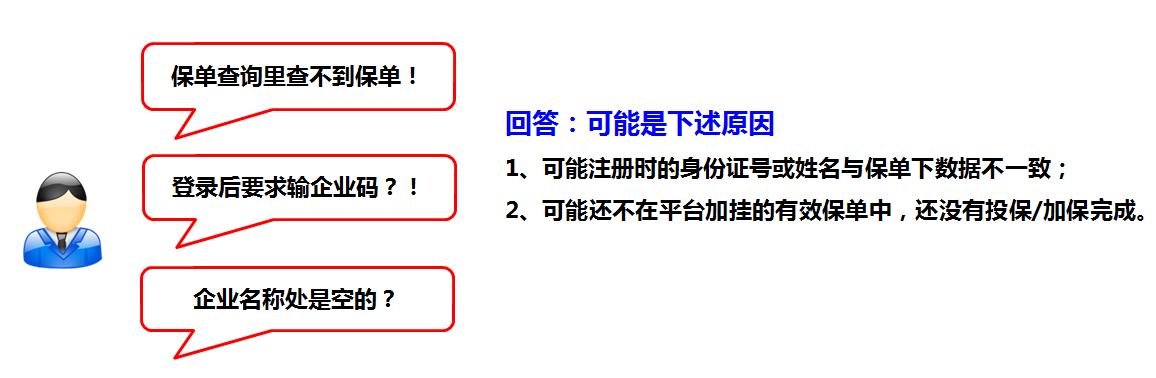 保单查询里查不到保单！
登录后要求输企业码？！
企业名称处是空的？
回答：可能是下述原因
1、可能注册时的身份证号或姓名与保单下数据不一致；
2、可能还不在平台加挂的有效保单中，还没有投保/加保完成。